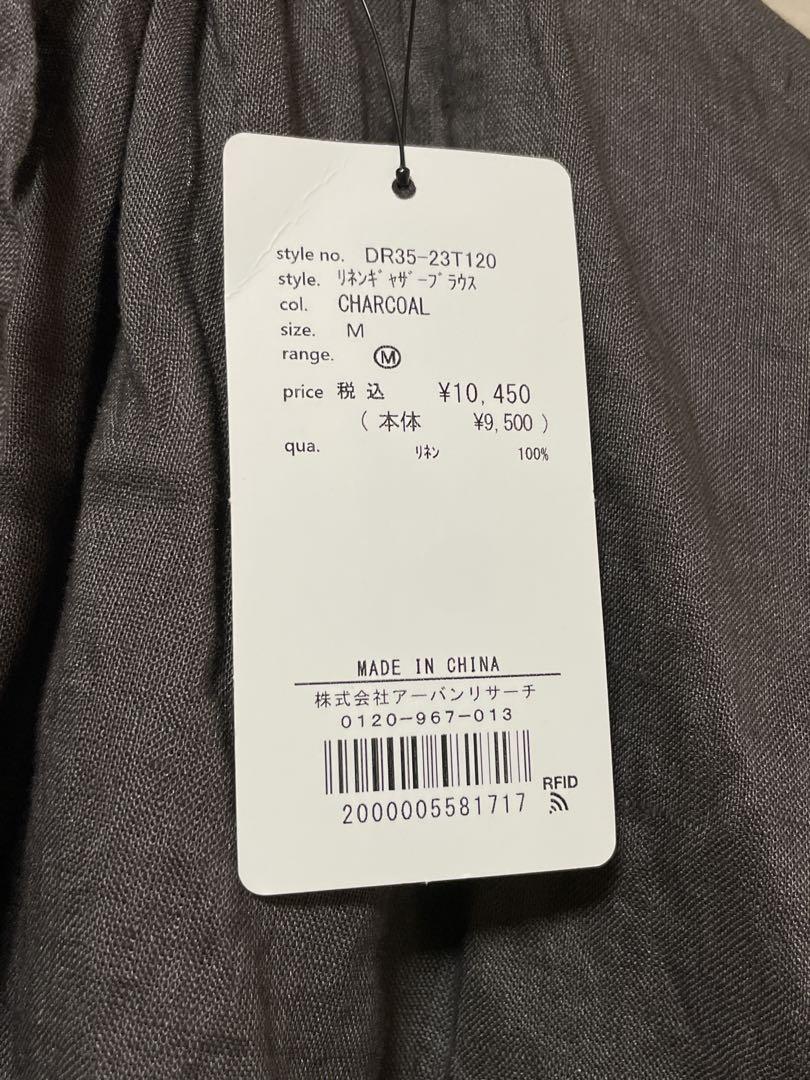 style no. DR35-23T120
style. ﾘﾈﾝｷﾞｬｻﾞｰﾌﾞﾗｳｽ
col. CHARCOAL
size. M
range. Ⓜ
price 税込 ¥10,450
(本体 ¥9,500)
qua. ﾘﾈﾝ 100%
MADE IN CHINA
株式会社アーバンリサーチ
0120-967-013
RFID
2000005581717